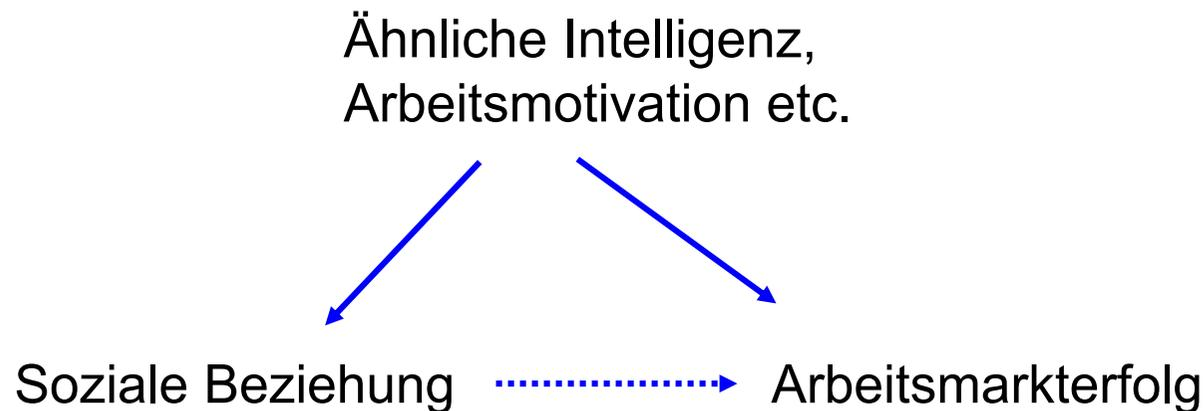 Ähnliche Intelligenz,
Arbeitsmotivation etc.
Soziale Beziehung
Arbeitsmarkterfolg